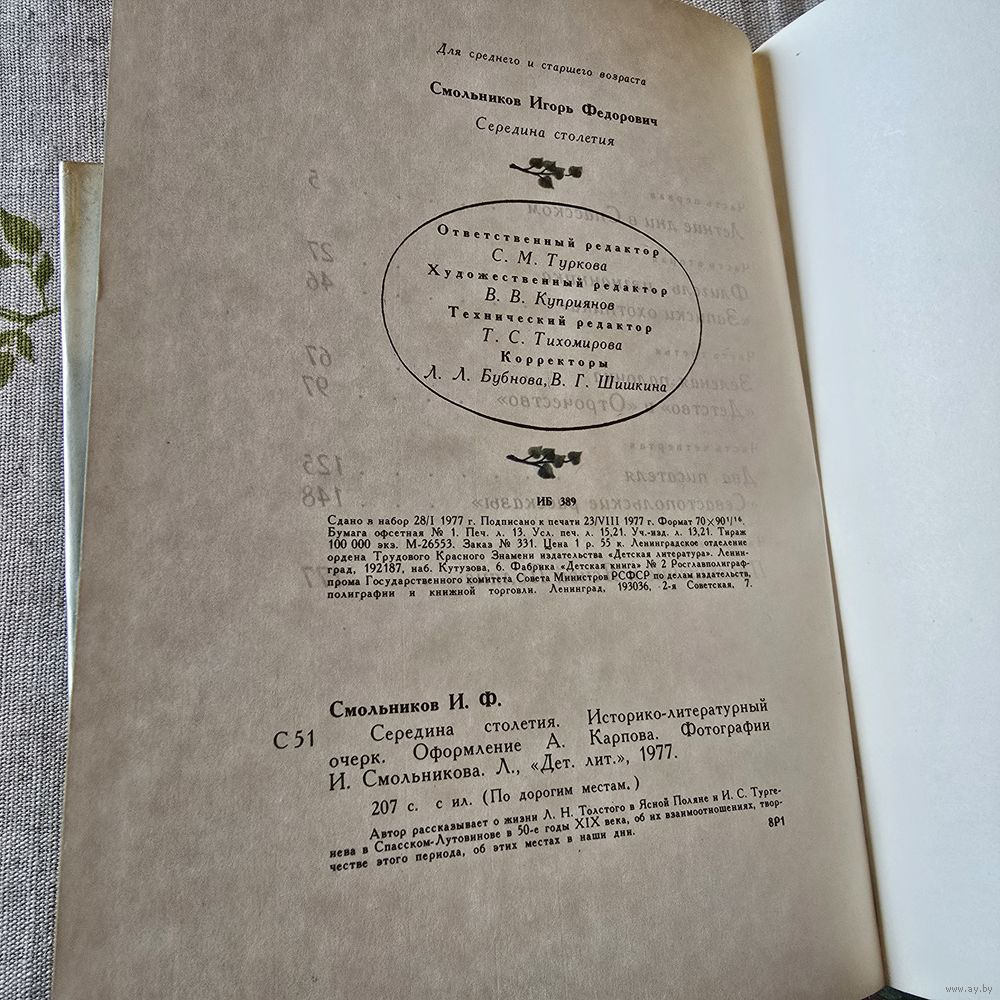 Для среднего и старшего возраста
Смольников Игорь Федорович
Середина столетия
Ответственный редактор
С. М. Туркова
Художественный редактор
В. В. Куприянов
Технический редактор
Т. С. Тихомирова
Корректоры
Л. Л. Бубнова, В. Г. Шишкина
ИБ 389
Сдано в набор 28/I 1977 г. Подписано к печати 23/VIII 1977 г. Формат 70×90 1/16.
Бумага офсетная № 1. Печ. л. 13. Усл. печ. л. 15,21. Уч.-изд. л. 13,21. Тираж
100 000 экз. М-26553. Заказ № 331. Цена 1 р. 55 к. Ленинградское отделение
ордена Трудового Красного Знамени издательства «Детская литература». Ленин-
град, 192187, наб. Кутузова, 6. Фабрика «Детская книга» № 2 Росглавполиграф-
прома Государственного комитета Совета Министров РСФСР по делам издательств,
полиграфии и книжной торговли. Ленинград, 193036, 2-я Советская, 7.
Смольников И. Ф.
С 51 Середина столетия. Историко-литературный
очерк. Оформление А. Карпова. Фотографии
И. Смольникова. Л., «Дет. лит.», 1977.
207 с. с ил. (По дорогим местам.)
Автор рассказывает о жизни Л. Н. Толстого в Ясной Поляне и И. С. Турге-
нева в Спасском-Лутовинове в 50-е годы XIX века, об их взаимоотношениях, твор-
честве этого периода, об этих местах в наши дни.
8Р1
www.ay.by